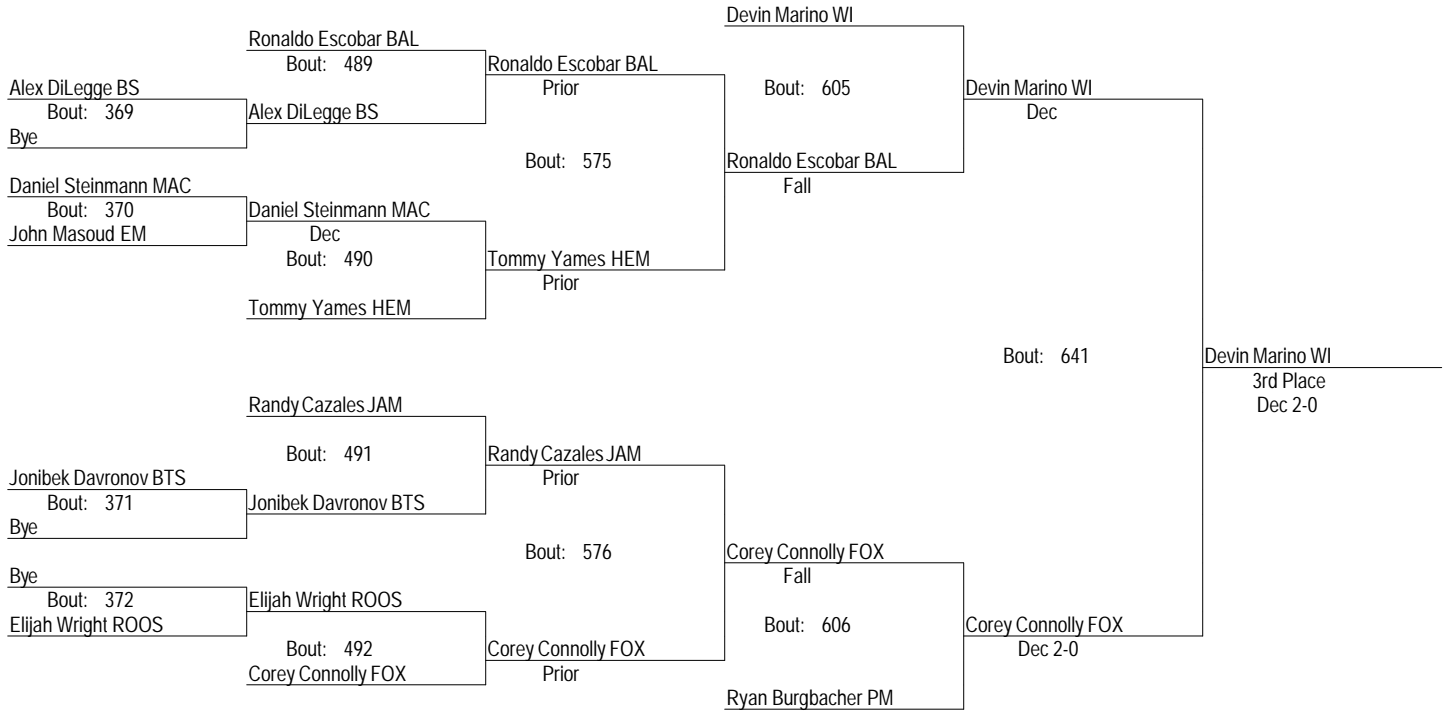 Devin Marino WI
Ronaldo Escobar BAL
Bout: 489
Ronaldo Escobar BAL
Prior
Alex DiLegge BS
Bout: 369
Alex DiLegge BS
Bye
Bout: 605
Devin Marino WI
Dec
Bout: 575
Ronaldo Escobar BAL
Fall
Daniel Steinmann MAC
Bout: 370
Daniel Steinmann MAC
John Masoud EM
Dec
Bout: 490
Tommy Yames HEM
Prior
Tommy Yames HEM
Bout: 641
Devin Marino WI
3rd Place
Dec 2-0
Randy Cazales JAM
Bout: 491
Randy Cazales JAM
Prior
Jonibek Davronov BTS
Bout: 371
Jonibek Davronov BTS
Bye
Bout: 576
Corey Connolly FOX
Fall
Bye
Bout: 372
Elijah Wright ROOS
Elijah Wright ROOS
Bout: 492
Corey Connolly FOX
Prior
Corey Connolly FOX
Bout: 606
Corey Connolly FOX
Dec 2-0
Ryan Burgbacher PM